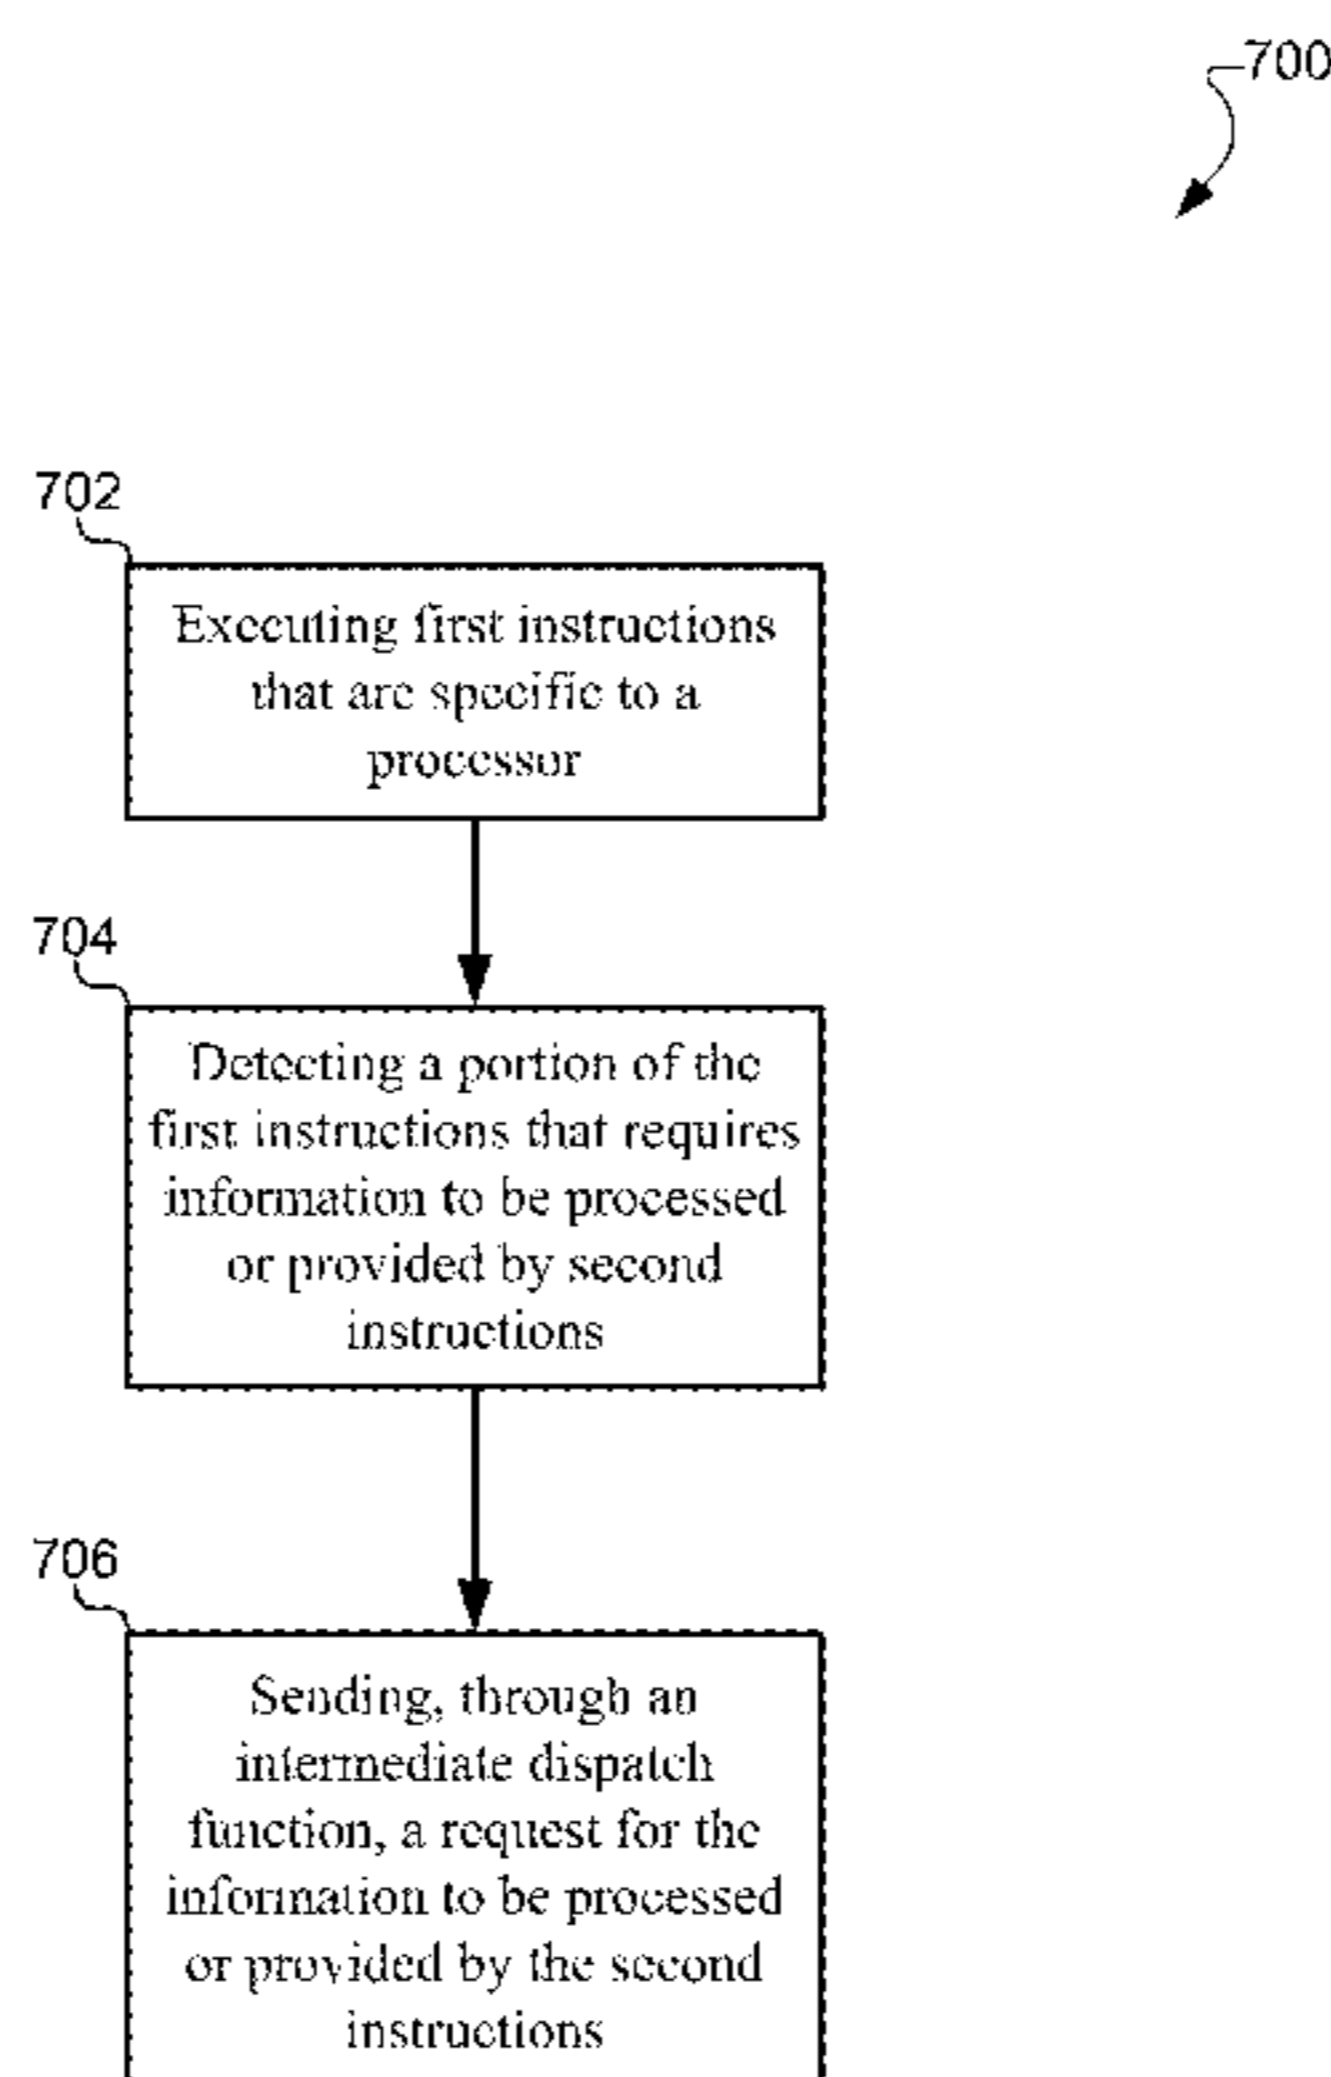 700
702
Executing first instructions
that are specific to a
processor
704
Detecting a portion of the
first instructions that requires
information to be processed
or provided by second
instructions
706
Sending, through an
intermediate dispatch
function, a request for the
information to be processed
or provided by the second
instructions